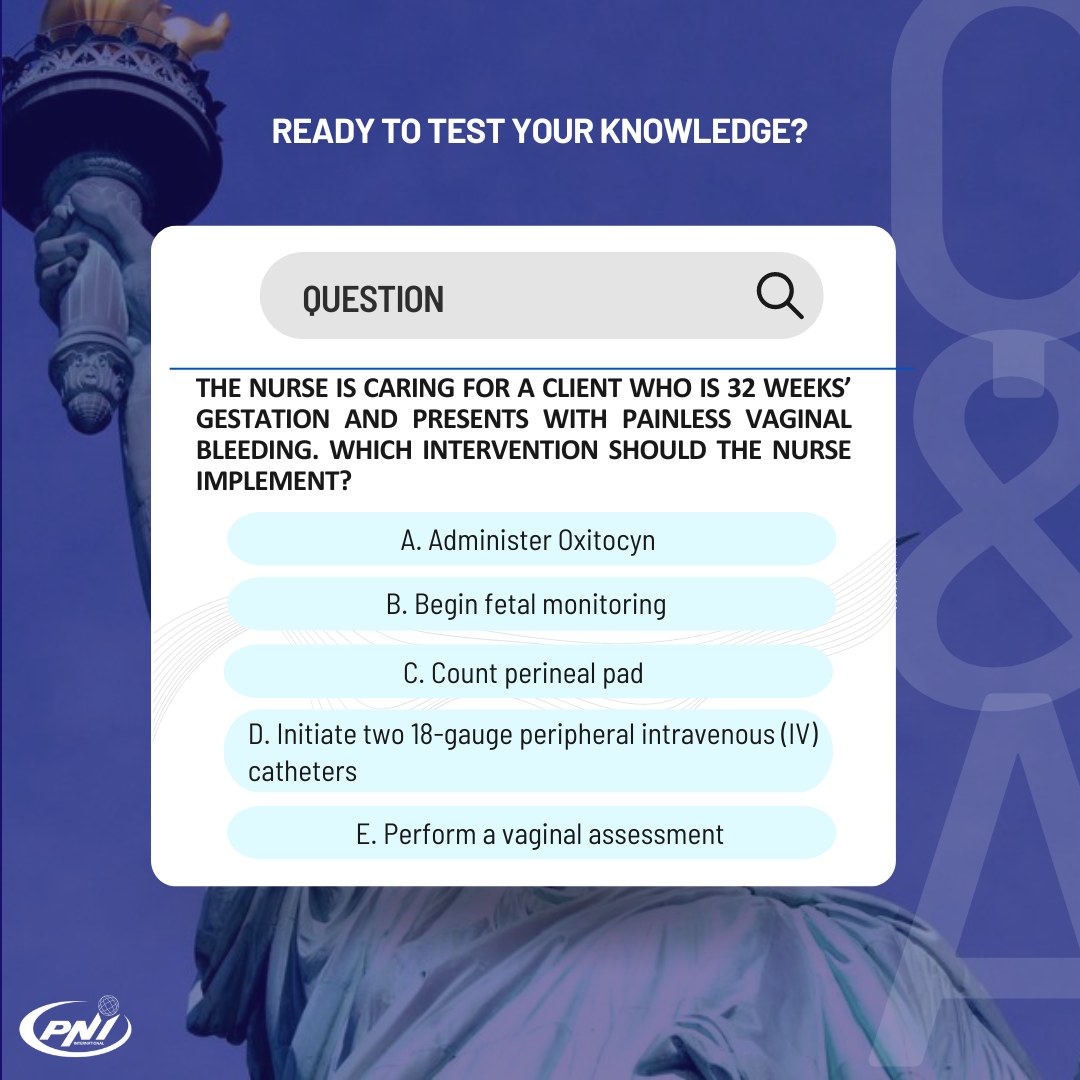 READY TO TEST YOUR KNOWLEDGE?
QUESTION
THE NURSE IS CARING FOR A CLIENT WHO IS 32 WEEKS’
GESTATION AND PRESENTS WITH PAINLESS VAGINAL
BLEEDING. WHICH INTERVENTION SHOULD THE NURSE
IMPLEMENT?
A. Administer Oxitocyn
B. Begin fetal monitoring
C. Count perineal pad
D. Initiate two 18-gauge peripheral intravenous (IV)
catheters
E. Perform a vaginal assessment
Q
&
A
PNI
INTERNATIONAL